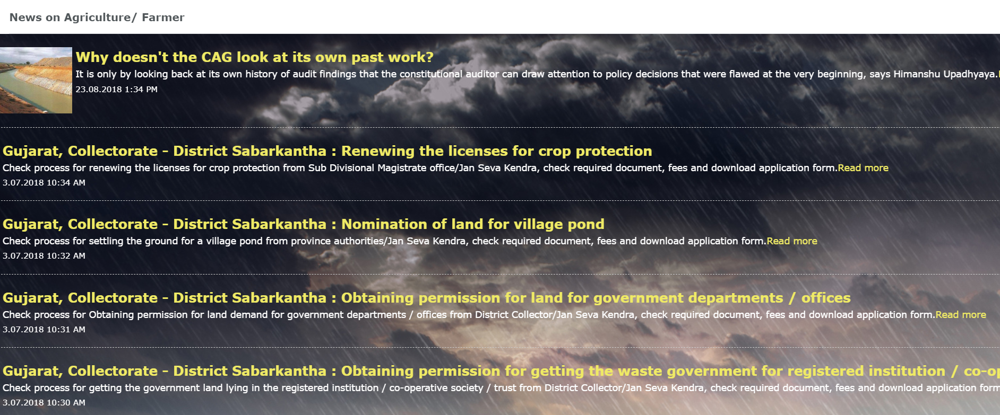 News on Agriculture/ Farmer
Why doesn't the CAG look at its own past work?
It is only by looking back at its own history of audit findings that the constitutional auditor can draw attention to policy decisions that were flawed at the very beginning, says Himanshu Upadhyaya.
23.08.2018 1:34 PM
Gujarat, Collectorate - District Sabarkantha : Renewing the licenses for crop protection
Check process for renewing the licenses for crop protection from Sub Divisional Magistrate office/Jan Seva Kendra, check required document, fees and download application form.Read more
3.07.2018 10:34 AM
Gujarat, Collectorate - District Sabarkantha : Nomination of land for village pond
Check process for settling the ground for a village pond from province authorities/Jan Seva Kendra, check required document, fees and download application form.Read more
3.07.2018 10:32 AM
Gujarat, Collectorate - District Sabarkantha : Obtaining permission for land for government departments / offices
Check process for Obtaining permission for land demand for government departments / offices from District Collector/Jan Seva Kendra, check required document, fees and download application form.Read more
3.07.2018 10:31 AM
Gujarat, Collectorate - District Sabarkantha : Obtaining permission for getting the waste government for registered institution / co-op
Check process for getting the government land lying in the registered institution / co-operative society / trust from District Collector/Jan Seva Kendra, check required document, fees and download application form
3.07.2018 10:30 AM